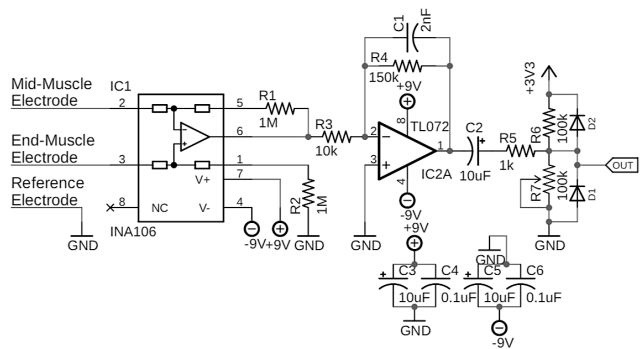 C1
2nF
R4
150k
+9V
+3V3
Mid-Muscle
Electrode
IC1
2
5
R1
1M
6
R3
10k
2
8
TL072
1
C2
10uF
R5
1k
R6
100k
D2
End-Muscle
Electrode
3
1
V+
7
3
4
IC2A
OUT
R7
100k
D1
Reference
Electrode
8
NC
V-
4
R2
1M
-9V
GND
INA106
-9V
+9V
GND
GND
+9V
GND
GND
C3
10uF
C4
0.1uF
C5
10uF
C6
0.1uF
GND
-9V